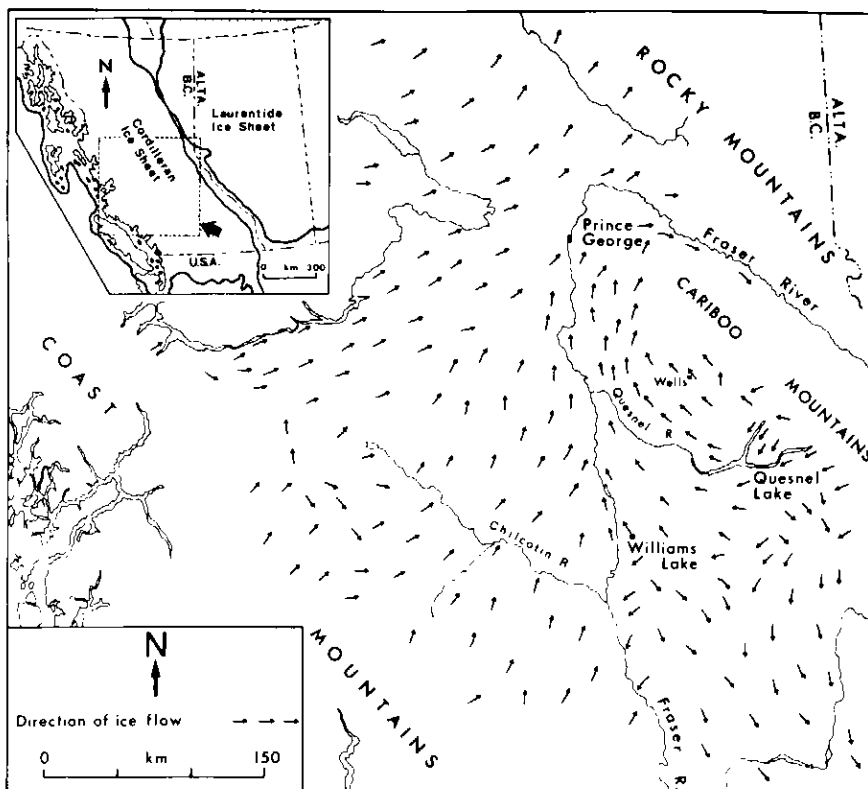 N
ALTA.
B.C.
Laurentide
Ice Sheet
Cordilleran
Ice Sheet
U.S.A.
0 km 300
ROCKY MOUNTAINS
ALTA.
B.C.
Prince
George
Fraser River
CARIBOO MOUNTAINS
Wells
Quesnel R
Quesnel
Lake
COAST MOUNTAINS
Chilcotin R
Williams
Lake
Fraser R.
N
Direction of ice flow
0 km 150